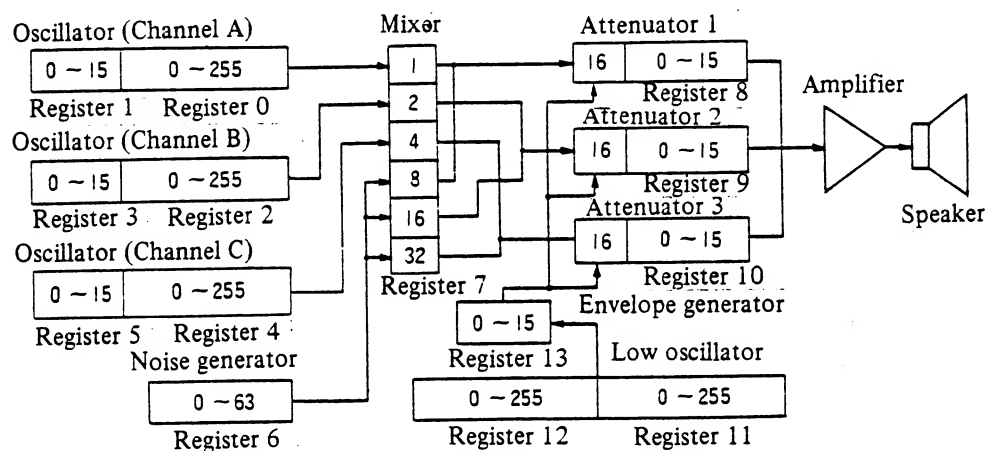 Oscillator (Channel A)
0 ~ 15 0 ~ 255
Register 1 Register 0
Oscillator (Channel B)
0 ~ 15 0 ~ 255
Register 3 Register 2
Oscillator (Channel C)
0 ~ 15 0 ~ 255
Register 5 Register 4
Noise generator
0 ~ 63
Register 6
Mixer
1
2
4
8
16
32
Register 7
Attenuator 1
16 0 ~ 15
Register 8
Attenuator 2
16 0 ~ 15
Register 9
Attenuator 3
16 0 ~ 15
Register 10
Envelope generator
0 ~ 15
Register 13
Low oscillator
0 ~ 255 0 ~ 255
Register 12 Register 11
Amplifier
Speaker